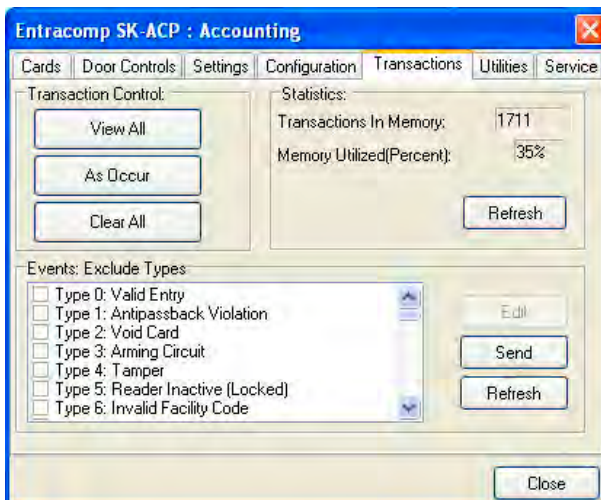 Entracomp SK-ACP : Accounting
Cards Door Controls Settings Configuration Transactions Utilities Service
Transaction Control:
View All
As Occur
Clear All
Statistics:
Transactions In Memory: 1711
Memory Utilized(Percent): 35%
Refresh
Events: Exclude Types
Type 0: Valid Entry
Type 1: Antipassback Violation
Type 2: Void Card
Type 3: Arming Circuit
Type 4: Tamper
Type 5: Reader Inactive (Locked)
Type 6: Invalid Facility Code
Edit
Send
Refresh
Close